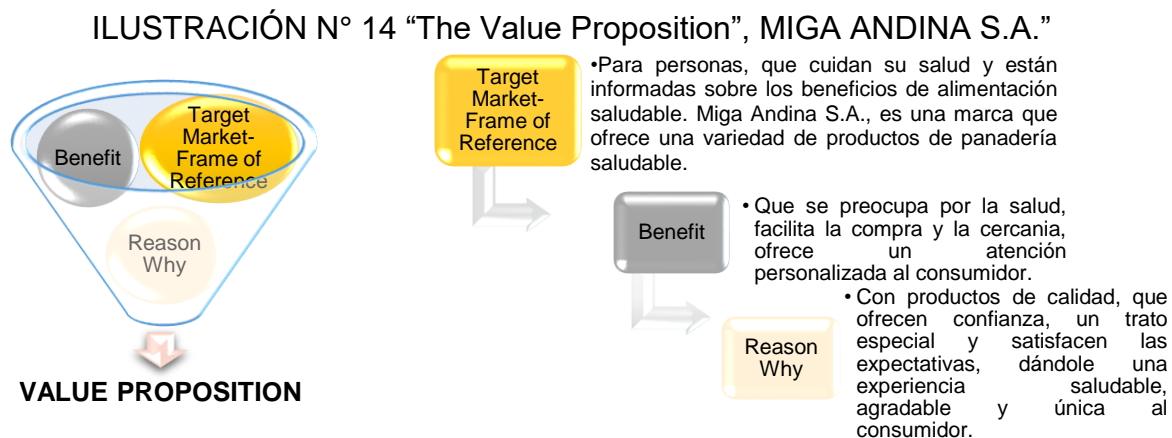 ILUSTRACIÓN N° 14 “The Value Proposition”, MIGA ANDINA S.A.”
Benefit
Target
Market-
Frame of
Reference
Reason
Why
VALUE PROPOSITION
Target
Market-
Frame of
Reference
•Para personas, que cuidan su salud y están
informadas sobre los beneficios de alimentación
saludable. Miga Andina S.A., es una marca que
ofrece una variedad de productos de panadería
saludable.
Benefit
• Que se preocupa por la salud,
facilita la compra y la cercania,
ofrece un atención
personalizada al consumidor.
Reason
Why
• Con productos de calidad, que
ofrecen confianza, un trato
especial y satisfacen las
expectativas, dándole una
experiencia saludable,
agradable y única al
consumidor.